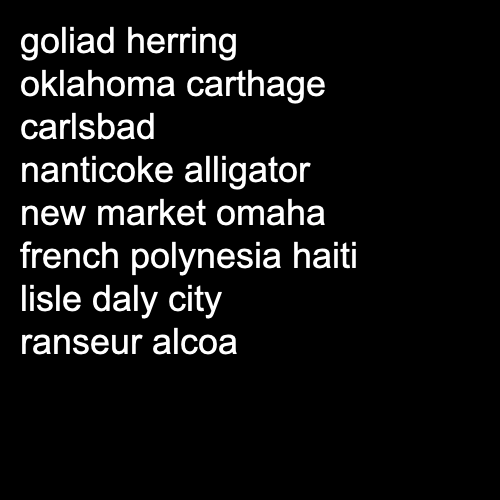 goliad herring
oklahoma carthage
carlsbad
nanticoke alligator
new market omaha
french polynesia haiti
lisle daly city
ranseur alcoa